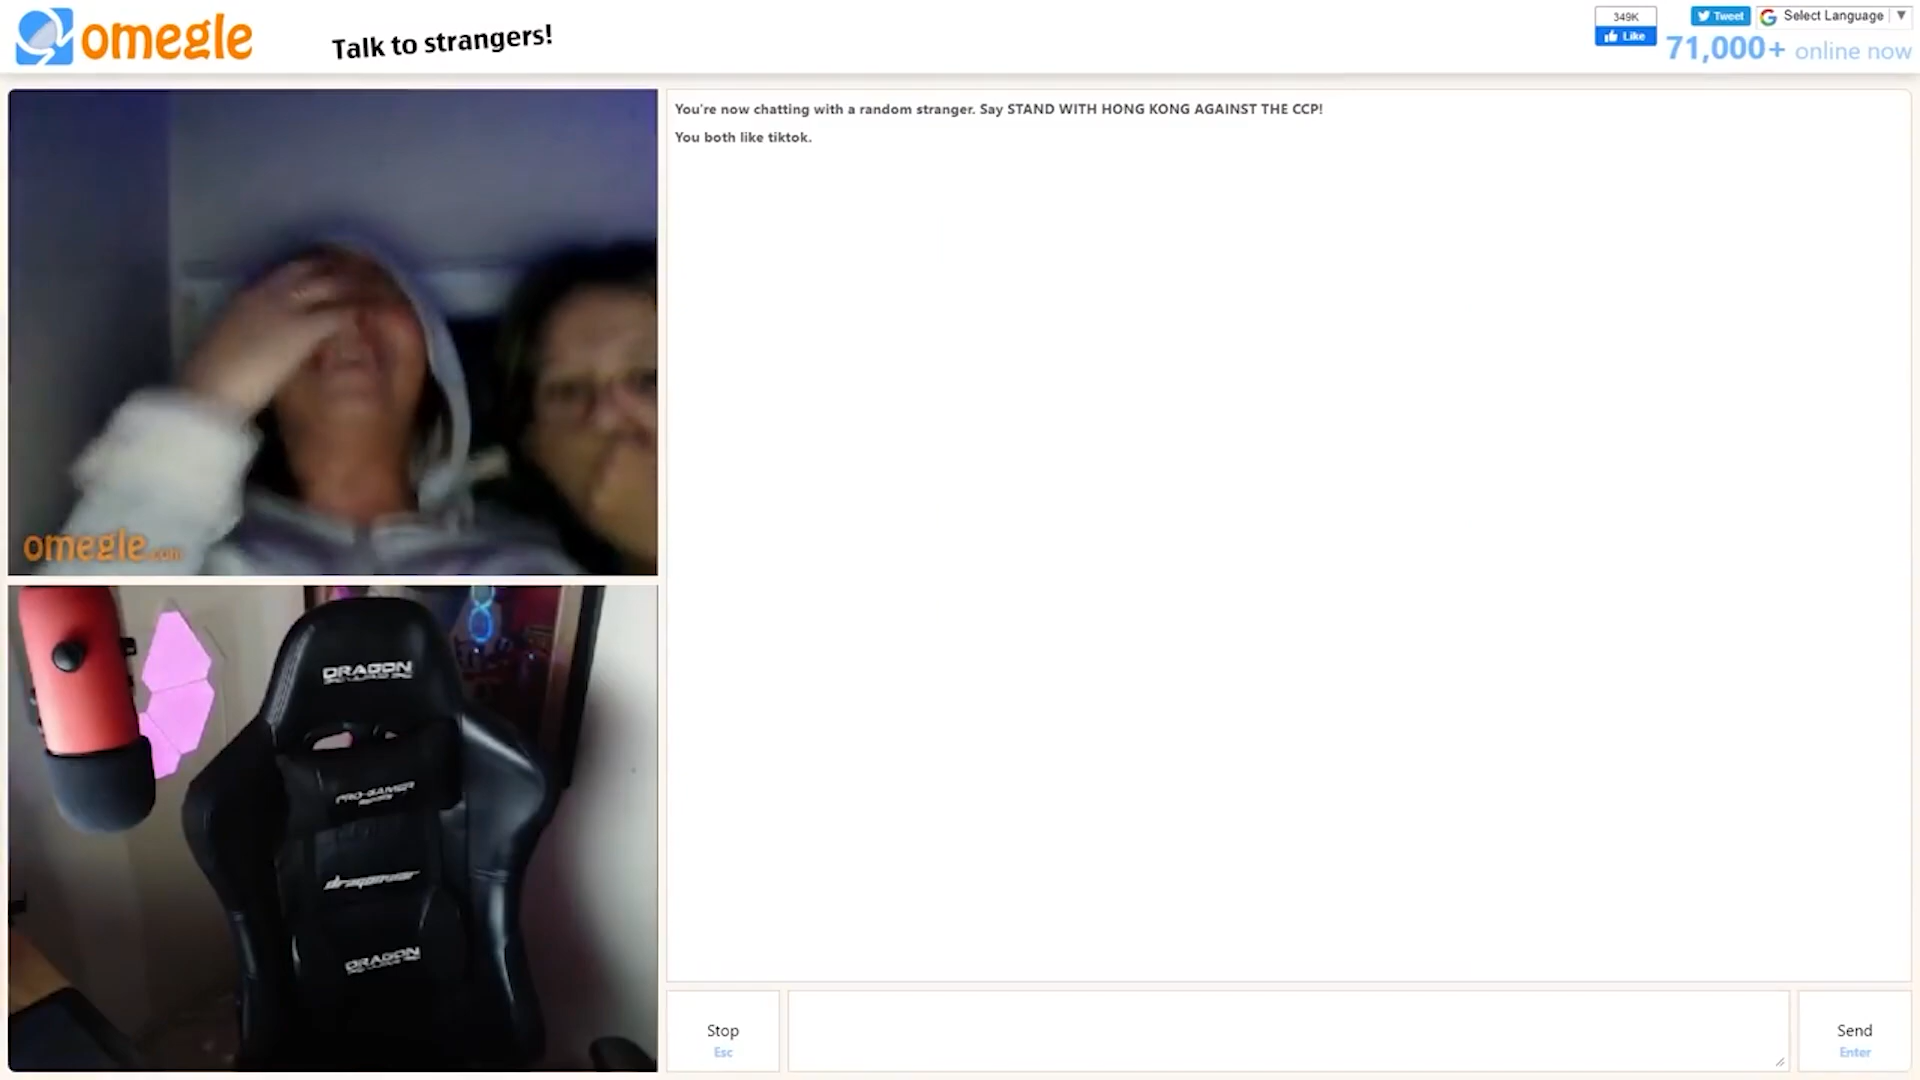 omegle
Talk to strangers!
349K
Like
Tweet
Select Language
71,000+ online now
You're now chatting with a random stranger. Say STAND WITH HONG KONG AGAINST THE CCP!
You both like tiktok.
omegle.com
DRAGON
PRO-GAMER
dragonwar
DRAGON
Stop
Esc
Send
Enter